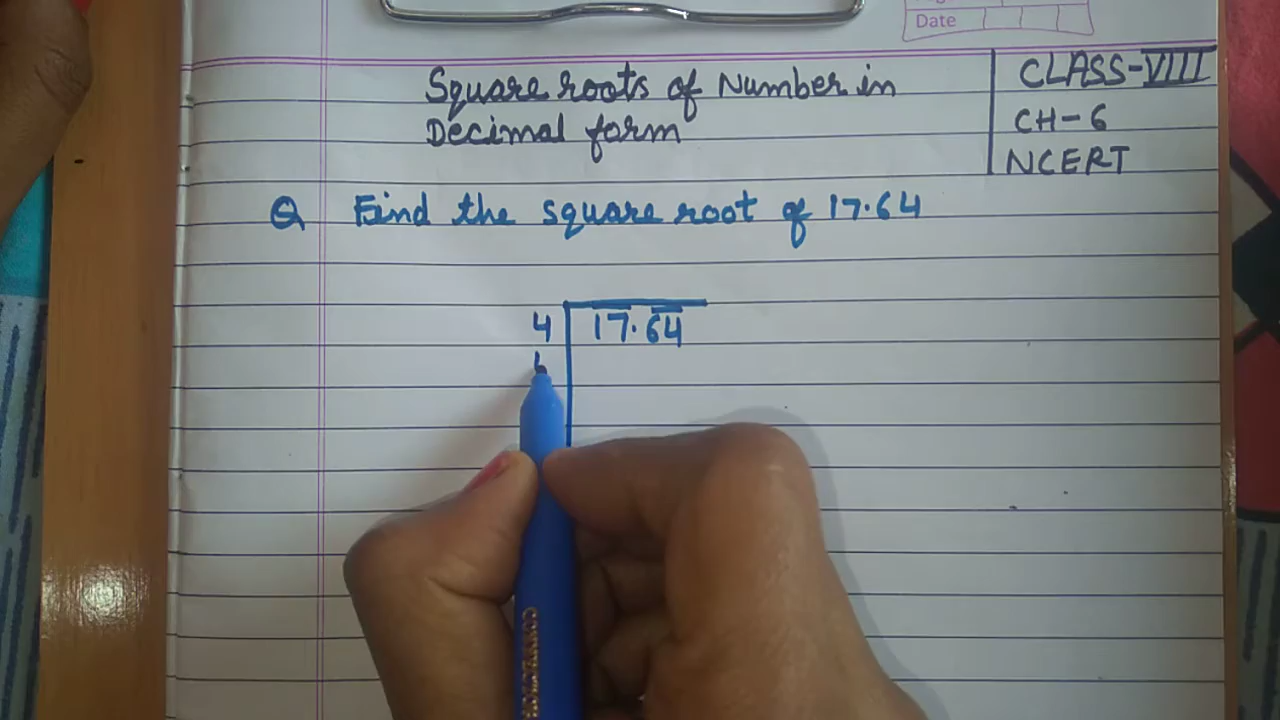 Date
Square roots of Number in
Decimal form
CLASS-VIII
CH-6
NCERT
Q Find the square root of 17.64
4 17.64